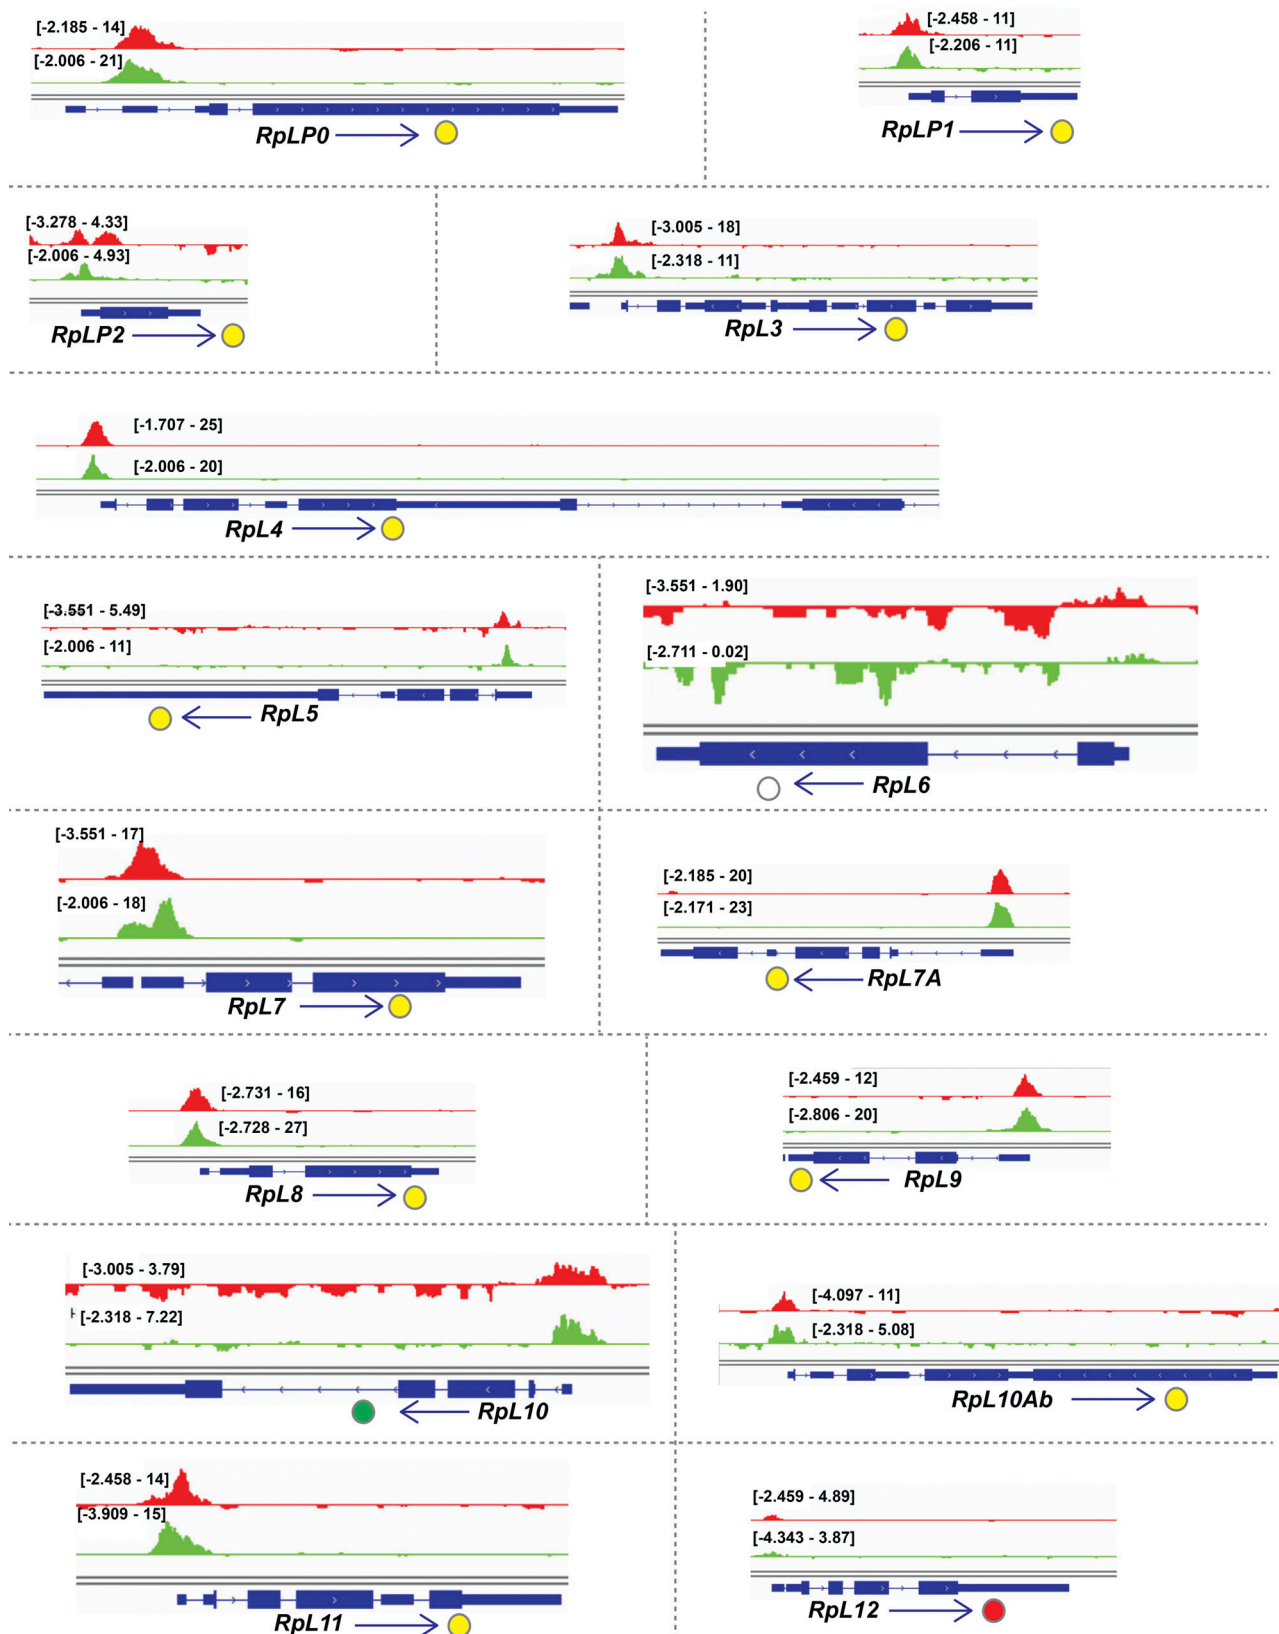 [-2.185 - 14]
[-2.006 - 21]
RpLP0
[-2.458 - 11]
[-2.206 - 11]
RpLP1
[-3.278 - 4.33]
[-2.006 - 4.93]
RpLP2
[-3.005 - 18]
[-2.318 - 11]
RpL3
[-1.707 - 25]
[-2.006 - 20]
RpL4
[-3.551 - 5.49]
[-2.006 - 11]
RpL5
[-3.551 - 1.90]
[-2.711 - 0.02]
RpL6
[-3.551 - 17]
[-2.006 - 18]
RpL7
[-2.185 - 20]
[-2.171 - 23]
RpL7A
[-2.731 - 16]
[-2.728 - 27]
RpL8
[-2.459 - 12]
[-2.806 - 20]
RpL9
[-3.005 - 3.79]
[-2.318 - 7.22]
RpL10
[-4.097 - 11]
[-2.318 - 5.08]
RpL10Ab
[-2.458 - 14]
[-3.909 - 15]
RpL11
[-2.459 - 4.89]
[-4.343 - 3.87]
RpL12